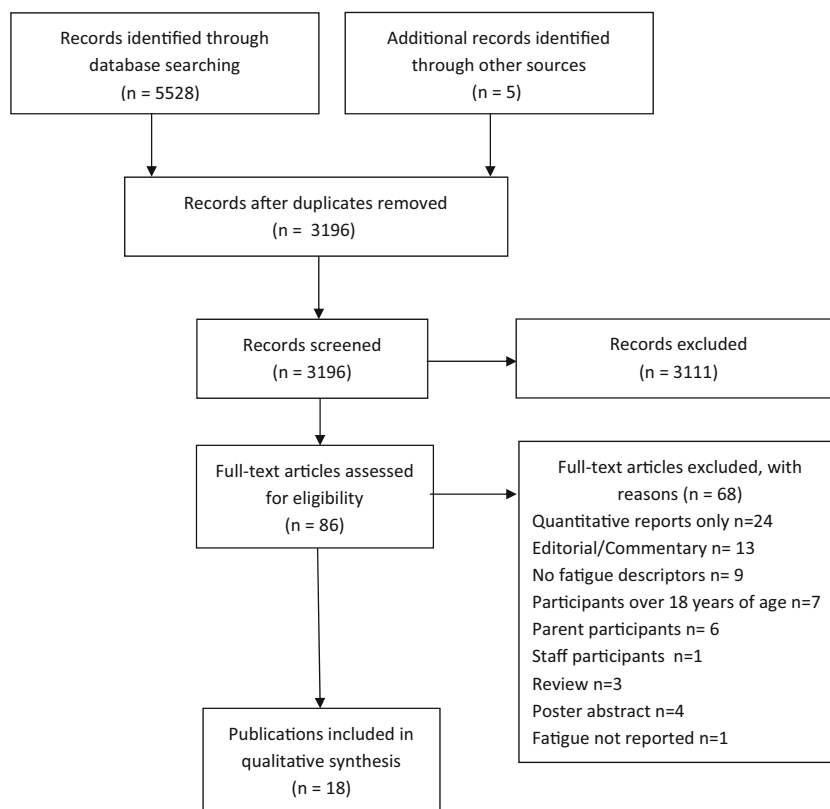 Records identified through
database searching
(n = 5528)
Additional records identified
through other sources
(n = 5)
Records after duplicates removed
(n = 3196)
Records screened
(n = 3196)
Records excluded
(n = 3111)
Full-text articles assessed
for eligibility
(n = 86)
Full-text articles excluded, with
reasons (n = 68)
Quantitative reports only n=24
Editorial/Commentary n= 13
No fatigue descriptors n= 9
Participants over 18 years of age n=7
Parent participants n= 6
Staff participants n=1
Review n=3
Poster abstract n=4
Fatigue not reported n=1
Publications included in
qualitative synthesis
(n = 18)